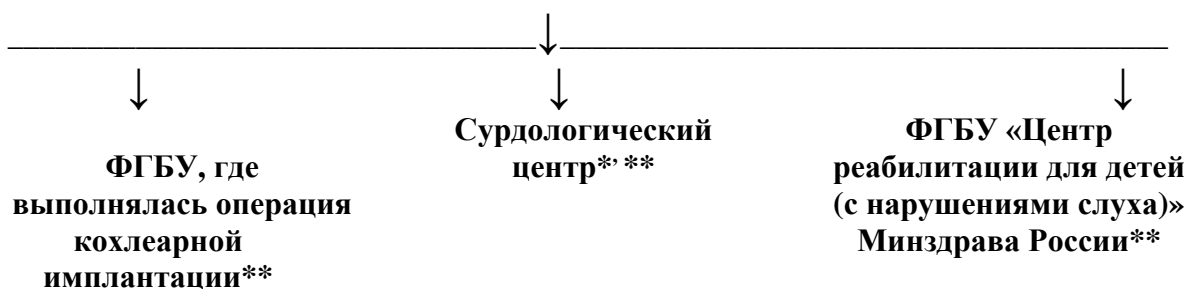 ФГБУ, где
выполнялась операция
кохлеарной
имплантации**
Сурдологический
центр*, **
ФГБУ «Центр
реабилитации для детей
(с нарушениями слуха)»
Минздрава России**